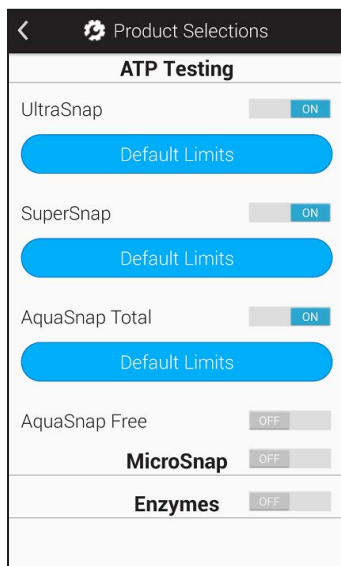 Product Selections
ATP Testing
UltraSnap ON
Default Limits
SuperSnap ON
Default Limits
AquaSnap Total ON
Default Limits
AquaSnap Free OFF
MicroSnap OFF
Enzymes OFF